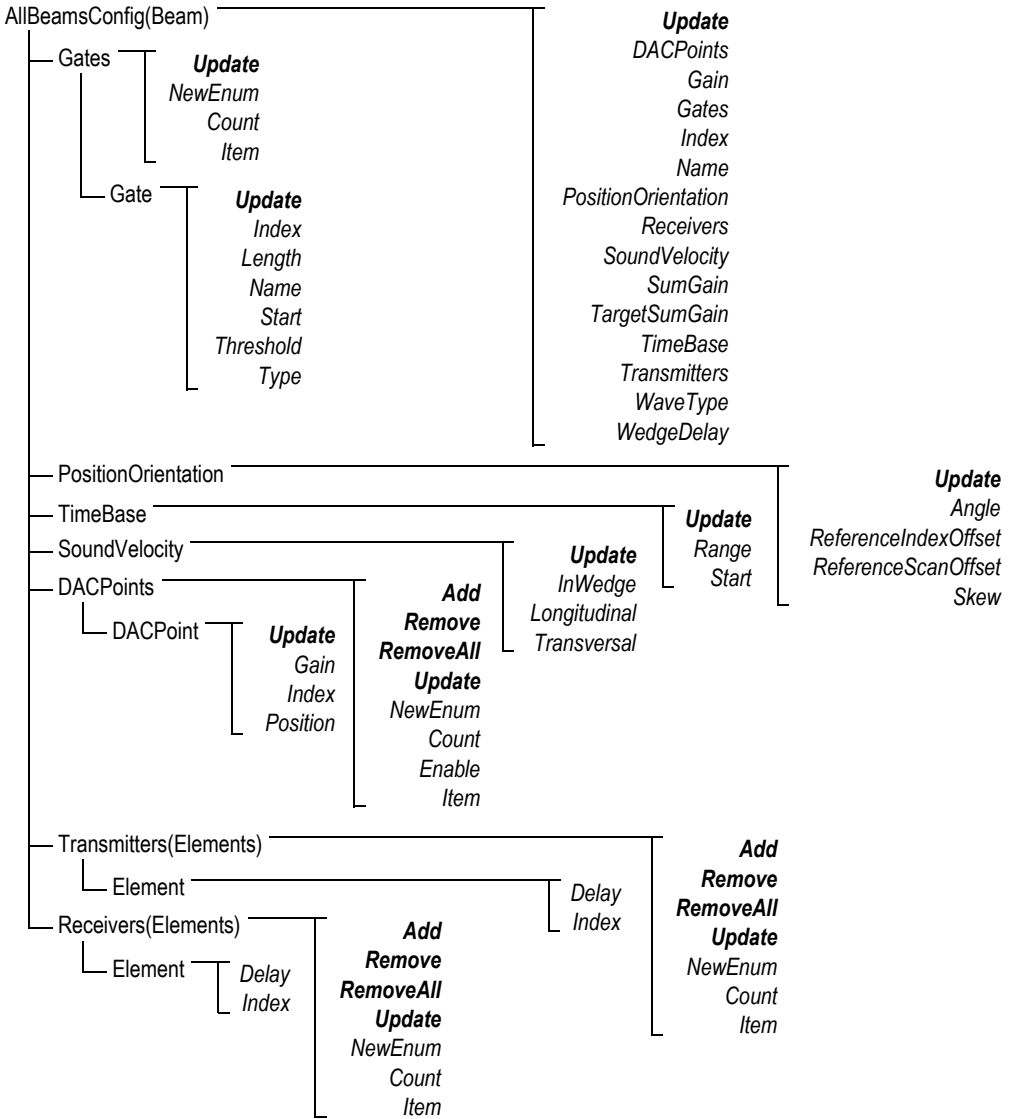 AllBeamsConfig(Beam)
Update
DACPoints
Gain
Gates
Index
Name
PositionOrientation
Receivers
SoundVelocity
SumGain
TargetSumGain
TimeBase
Transmitters
WaveType
WedgeDelay
Gates
Update
NewEnum
Count
Item
Gate
Update
Index
Length
Name
Start
Threshold
Type
PositionOrientation
Update
Angle
ReferenceIndexOffset
ReferenceScanOffset
Skew
TimeBase
Update
Range
Start
SoundVelocity
Update
InWedge
Longitudinal
Transversal
DACPoints
Add
Remove
RemoveAll
Update
NewEnum
Count
Enable
Item
DACPoint
Update
Gain
Index
Position
Transmitters(Elements)
Add
Remove
RemoveAll
Update
NewEnum
Count
Item
Element
Delay
Index
Receivers(Elements)
Add
Remove
RemoveAll
Update
NewEnum
Count
Item
Element
Delay
Index